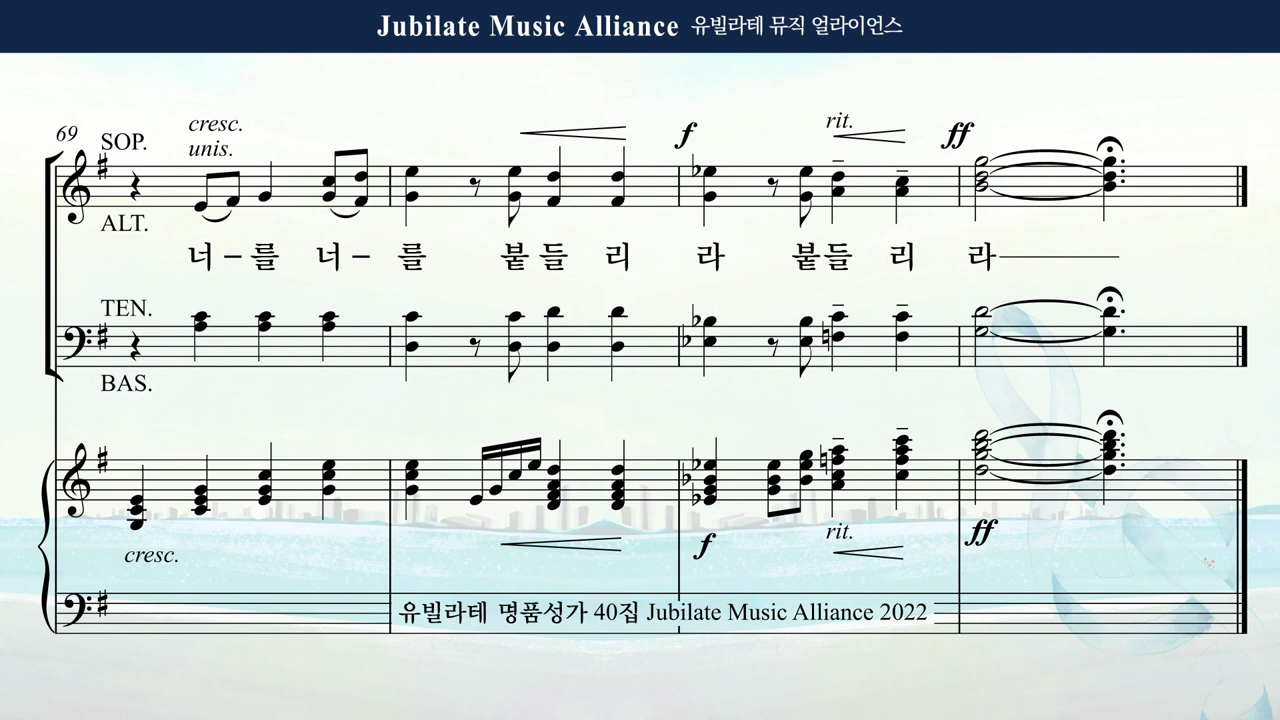 Jubilate Music Alliance 유빌라테 뮤직 얼라이언스
69
SOP.
cresc.
unis.
f
rit.
ff
ALT.
너 – 를 너 – 를 붙 들 리 라 붙들 리 라
TEN.
BAS.
cresc.
f
rit.
ff
유빌라테 명품성가 40집 Jubilate Music Alliance 2022